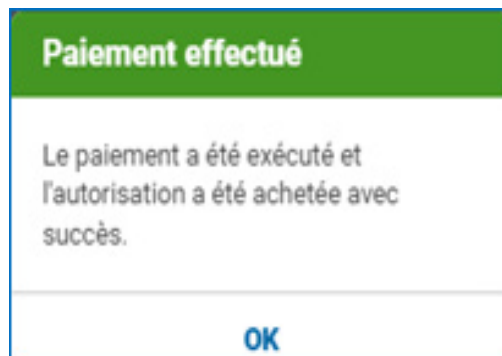 Paiement effectué
Le paiement a été exécuté et
l'autorisation a été achetée avec
succès.
OK